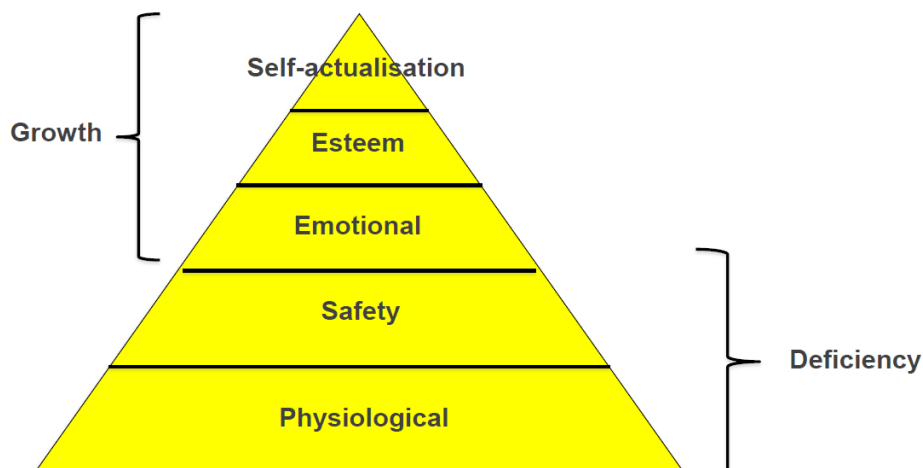 Self-actualisation
Growth
Esteem
Emotional
Safety
Deficiency
Physiological